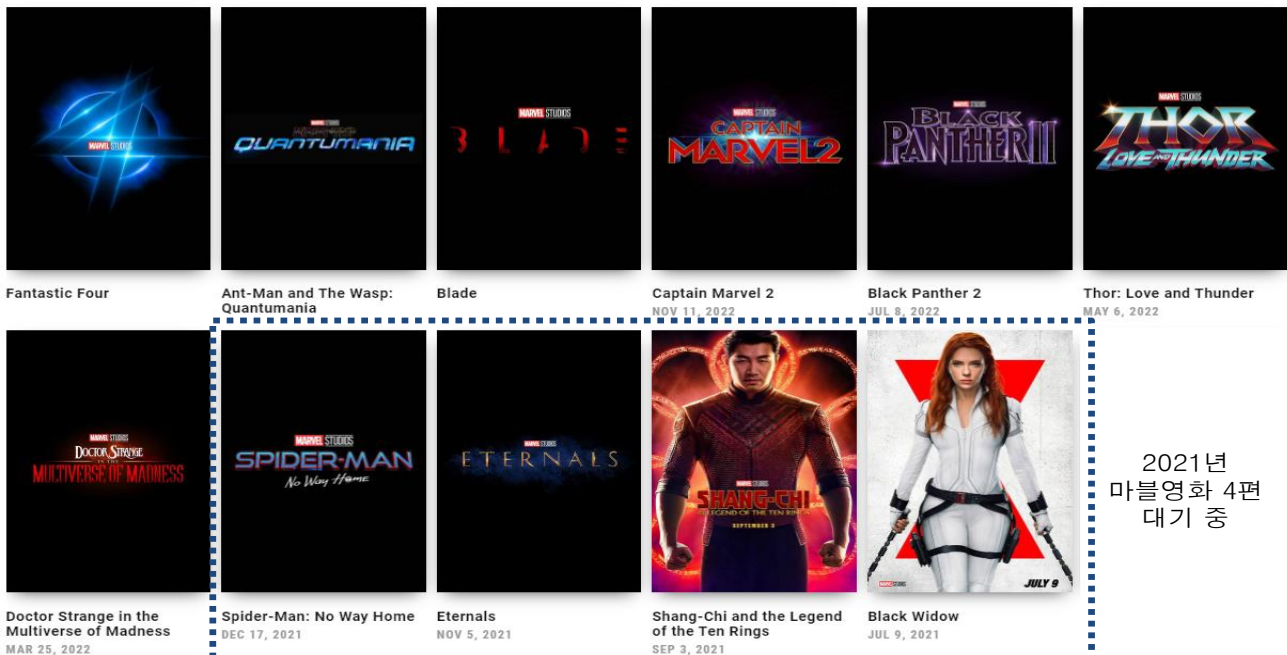 MARVEL STUDIOS
MARVEL STUDIOS
QUANTUMANIA
MARVEL STUDIOS
BLADE
MARVEL STUDIOS
CAPTAIN
MARVEL2
MARVEL STUDIOS
BLACK
PANTHER II
MARVEL STUDIOS
THOR
LOVE AND THUNDER
Fantastic Four
Ant-Man and The Wasp:
Quantumania
Blade
Captain Marvel 2
NOV 11, 2022
Black Panther 2
JUL 8, 2022
Thor: Love and Thunder
MAY 6, 2022
MARVEL STUDIOS
DOCTOR STRANGE
IN THE
MULTIVERSE OF MADNESS
MARVEL STUDIOS
SPIDER-MAN
No Way Home
MARVEL STUDIOS
ETERNALS
MARVEL STUDIOS
SHANG-CHI
LEGEND OF THE TEN RINGS
SEPTEMBER 3
MARVEL STUDIOS
JULY 9
2021년
마블영화 4편
대기 중
Doctor Strange in the
Multiverse of Madness
MAR 25, 2022
Spider-Man: No Way Home
DEC 17, 2021
Eternals
NOV 5, 2021
Shang-Chi and the Legend
of the Ten Rings
SEP 3, 2021
Black Widow
JUL 9, 2021